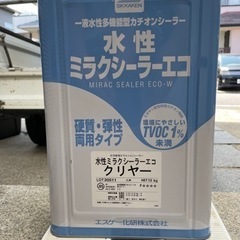 SKKAKEN
一液水性多機能型カチオンシーラー
水性
ミラクシーラーエコ
MIRAC SEALER ECO-W
硬質・弾性
両用タイプ
環境にやさしい
TVOC1%
未満
水性ミラクシーラーエコ
クリヤー
エスケー化研株式会社